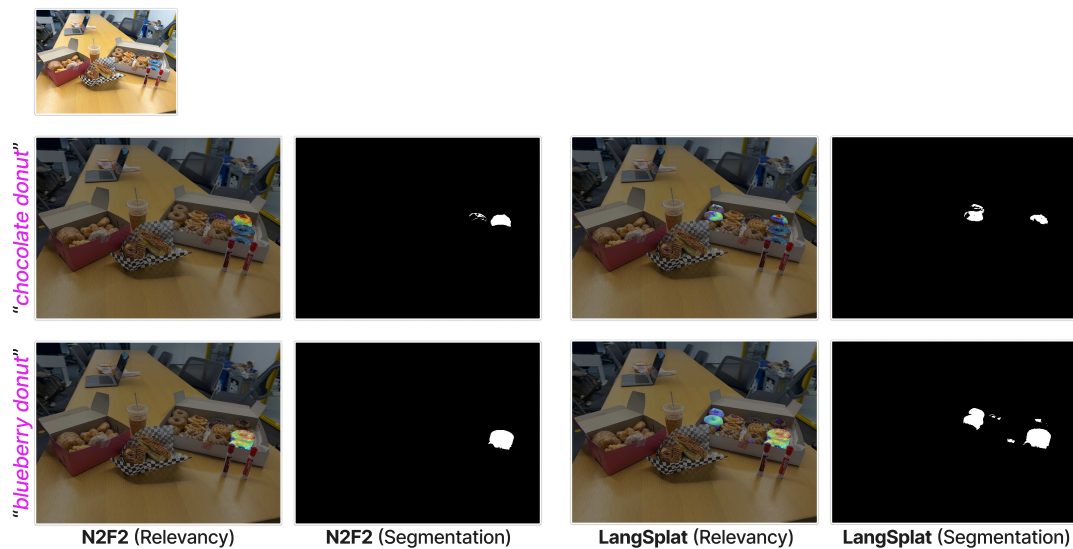 “chocolate donut”
“blueberry donut”
N2F2 (Relevancy)
N2F2 (Segmentation)
LangSplat (Relevancy)
LangSplat (Segmentation)